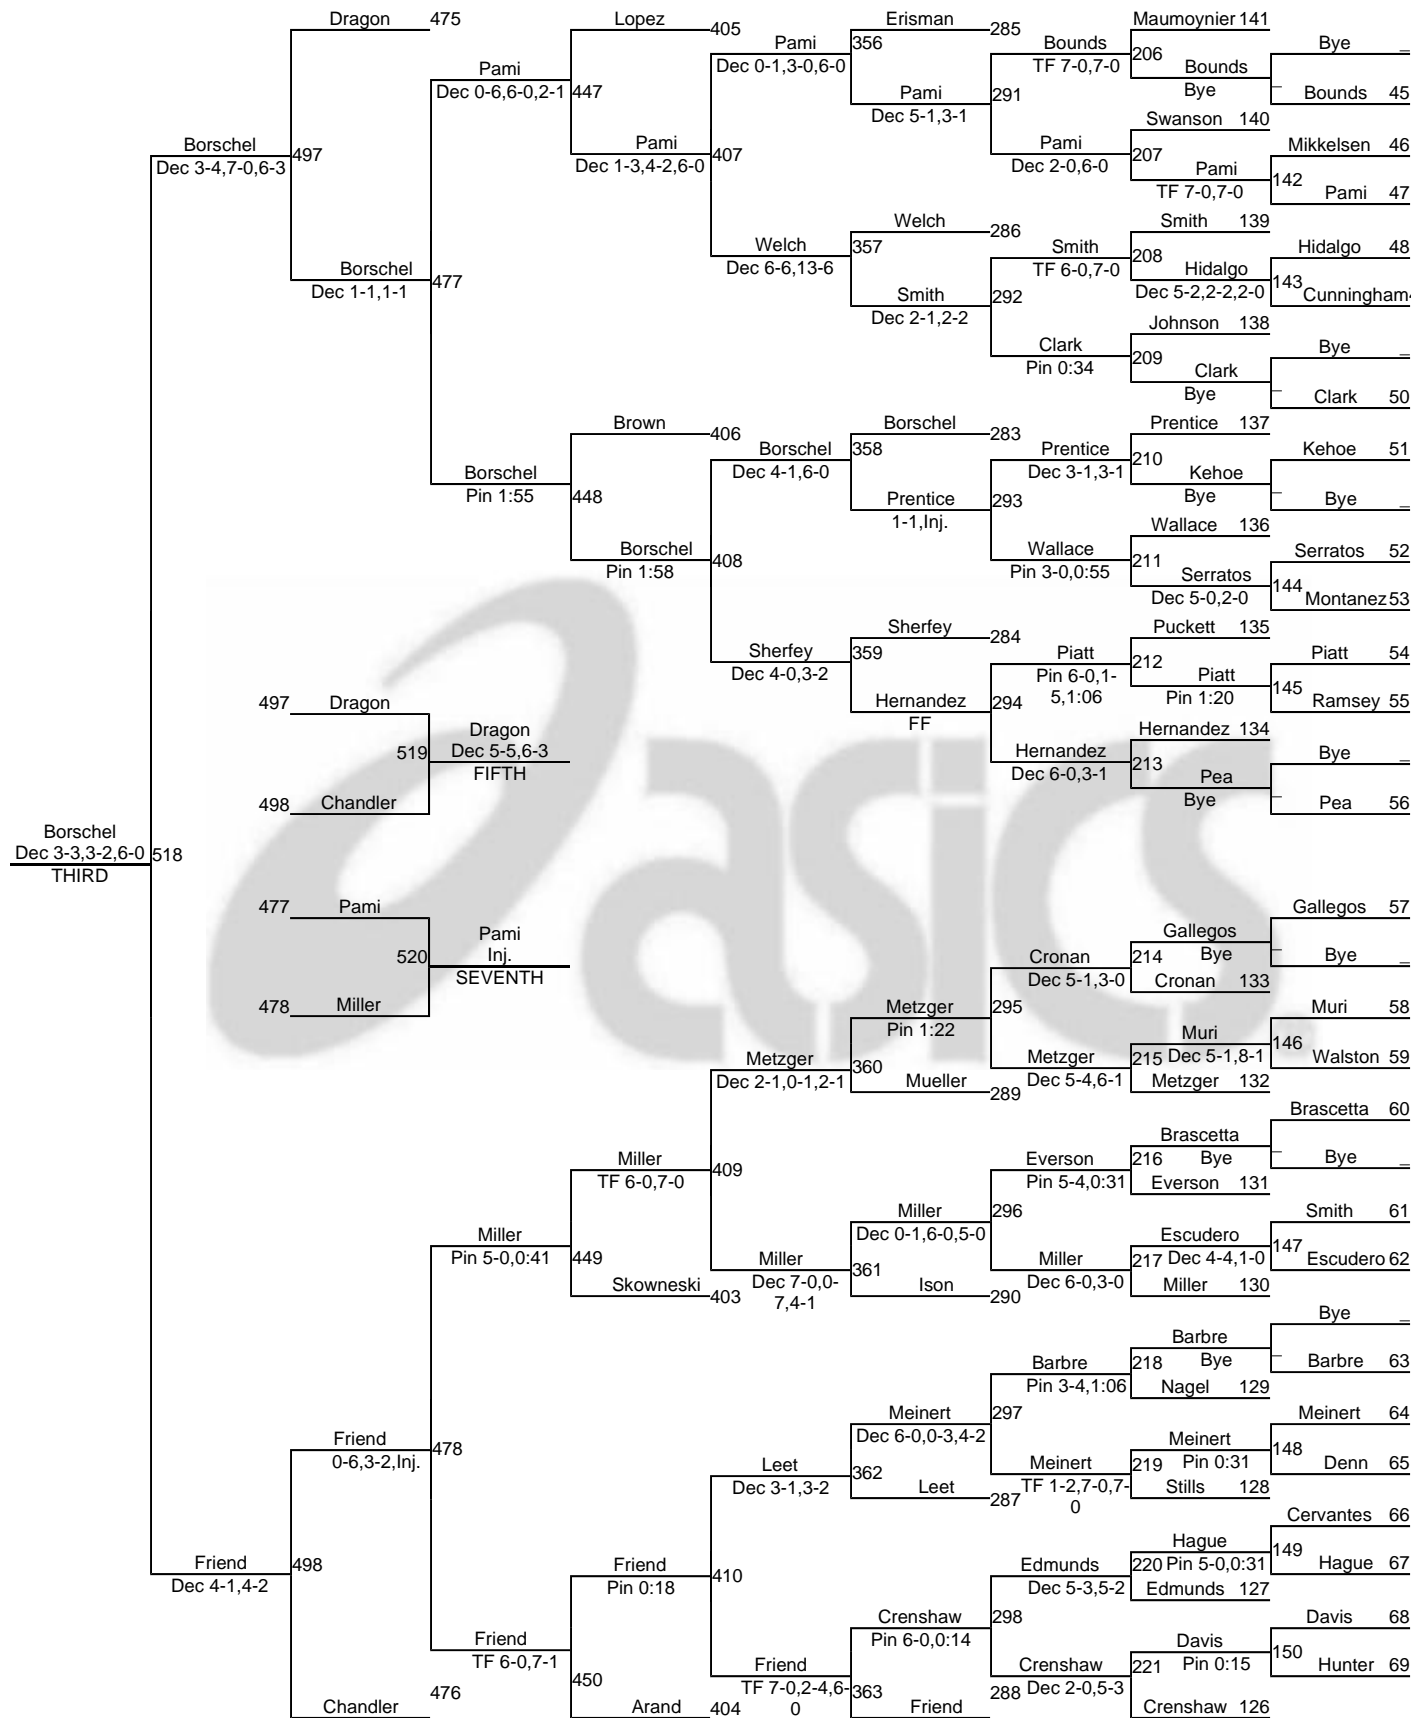 Dragon 475
Lopez 405
Erisman 285
Maumoynier 141
Pami 356
Dec 0-1,3-0,6-0
Bounds
TF 7-0,7-0
206
Bounds
Bye
Bye _
_ Bounds 45
Pami
Dec 0-6,6-0,2-1
447
Pami
Dec 5-1,3-1
291
Swanson 140
Borschel
Dec 3-4,7-0,6-3
497
Pami
Dec 1-3,4-2,6-0
407
Pami
Dec 2-0,6-0
207
Pami
TF 7-0,7-0
Mikkelsen 46
142
Pami 47
Welch 286
Smith 139
Welch
Dec 6-6,13-6
357
Smith
TF 6-0,7-0
208
Hidalgo
Dec 5-2,2-2,2-0
Hidalgo 48
143
Cunningham
Borschel
Dec 1-1,1-1
477
Smith
Dec 2-1,2-2
292
Clark
Pin 0:34
Johnson 138
209
Clark
Bye
Bye _
_ Clark 50
Brown 406
Borschel 283
Prentice 137
Borschel
Dec 4-1,6-0
358
Prentice
Dec 3-1,3-1
210
Kehoe
Bye
Kehoe 51
_ Bye _
Borschel
Pin 1:55
448
Prentice
1-1,Inj.
293
Wallace 136
Borschel
Pin 1:58
408
Wallace
Pin 3-0,0:55
211
Serratos
Dec 5-0,2-0
Serratos 52
144
Montanez 53
Sherfey 284
Puckett 135
Sherfey
Dec 4-0,3-2
359
Piatt
Pin 6-0,1-
5,1:06
212
Piatt
Pin 1:20
Piatt 54
145
Ramsey 55
497 Dragon
Hernandez
FF
294
Hernandez 134
519
Dragon
Dec 5-5,6-3
FIFTH
Hernandez
Dec 6-0,3-1
213
Pea
Bye
Bye _
_ Pea 56
498 Chandler
Borschel
Dec 3-3,3-2,6-0
THIRD
518
asics
477 Pami
520
Pami
Inj.
SEVENTH
478 Miller
Gallegos 57
Gallegos
Bye
_ Bye _
Cronan
Dec 5-1,3-0
214
Cronan 133
Metzger
Pin 1:22
295
Muri 58
Muri
Dec 5-1,8-1
146
Walston 59
Metzger
Dec 2-1,0-1,2-1
360
Mueller 289
Metzger
Dec 5-4,6-1
215
Metzger 132
Brascetta 60
Brascetta
Bye
_ Bye _
Miller
TF 6-0,7-0
409
Everson
Pin 5-4,0:31
216
Everson 131
Miller
Dec 0-1,6-0,5-0
296
Smith 61
Miller
Pin 5-0,0:41
449
Escudero
Dec 4-4,1-0
147
Escudero 62
Miller
Dec 7-0,0-
7,4-1
361
Miller
Dec 6-0,3-0
217
Miller 130
Skowneski 403
Ison 290
Bye _
Barbre
Bye
_ Barbre 63
Barbre
Pin 3-4,1:06
218
Nagel 129
Meinert
Dec 6-0,0-3,4-2
297
Meinert 64
Friend
0-6,3-2,Inj.
478
Meinert
Pin 0:31
148
Denn 65
Leet
Dec 3-1,3-2
362
Leet 287
Meinert
TF 1-2,7-0,7-
0
219
Stills 128
Cervantes 66
Hague
Pin 5-0,0:31
149
Hague 67
Friend
Dec 4-1,4-2
498
Friend
Pin 0:18
410
Edmunds
Dec 5-3,5-2
220
Edmunds 127
Crenshaw
Pin 6-0,0:14
298
Davis 68
Friend
TF 6-0,7-1
450
Davis
Pin 0:15
150
Hunter 69
Friend
TF 7-0,2-4,6-
0
363
Crenshaw
Dec 2-0,5-3
221
Chandler 476
Arand 404
Friend 288
Crenshaw 126